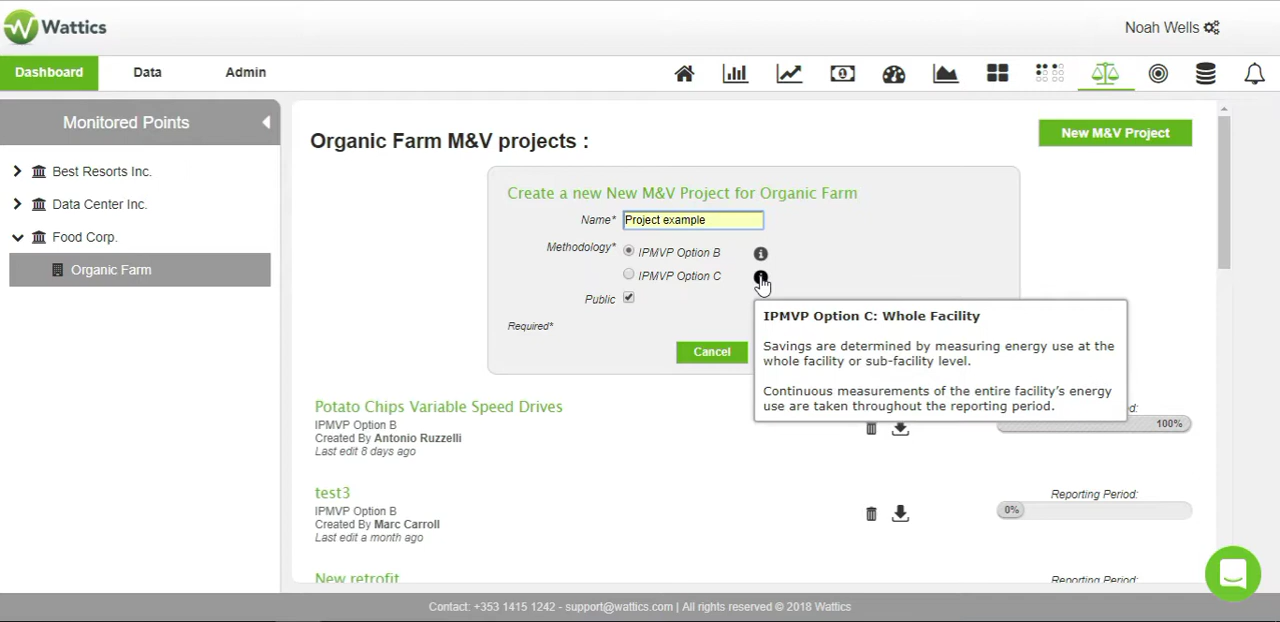 Wattics
Noah Wells
Dashboard
Data
Admin
Monitored Points
Best Resorts Inc.
Data Center Inc.
Food Corp.
Organic Farm
Organic Farm M&V projects :
New M&V Project
Create a new New M&V Project for Organic Farm
Name*
Project example
Methodology*
IPMVP Option B
IPMVP Option C
Public
Required*
Cancel
IPMVP Option C: Whole Facility
Savings are determined by measuring energy use at the
whole facility or sub-facility level.
Continuous measurements of the entire facility's energy
use are taken throughout the reporting period.
Potato Chips Variable Speed Drives
IPMVP Option B
Created By Antonio Ruzzelli
Last edit 8 days ago
100%
test3
IPMVP Option B
Created By Marc Carroll
Last edit a month ago
Reporting Period:
0%
New retrofit
Reporting Period:
Contact: +353 1415 1242 - support@wattics.com | All rights reserved © 2018 Wattics